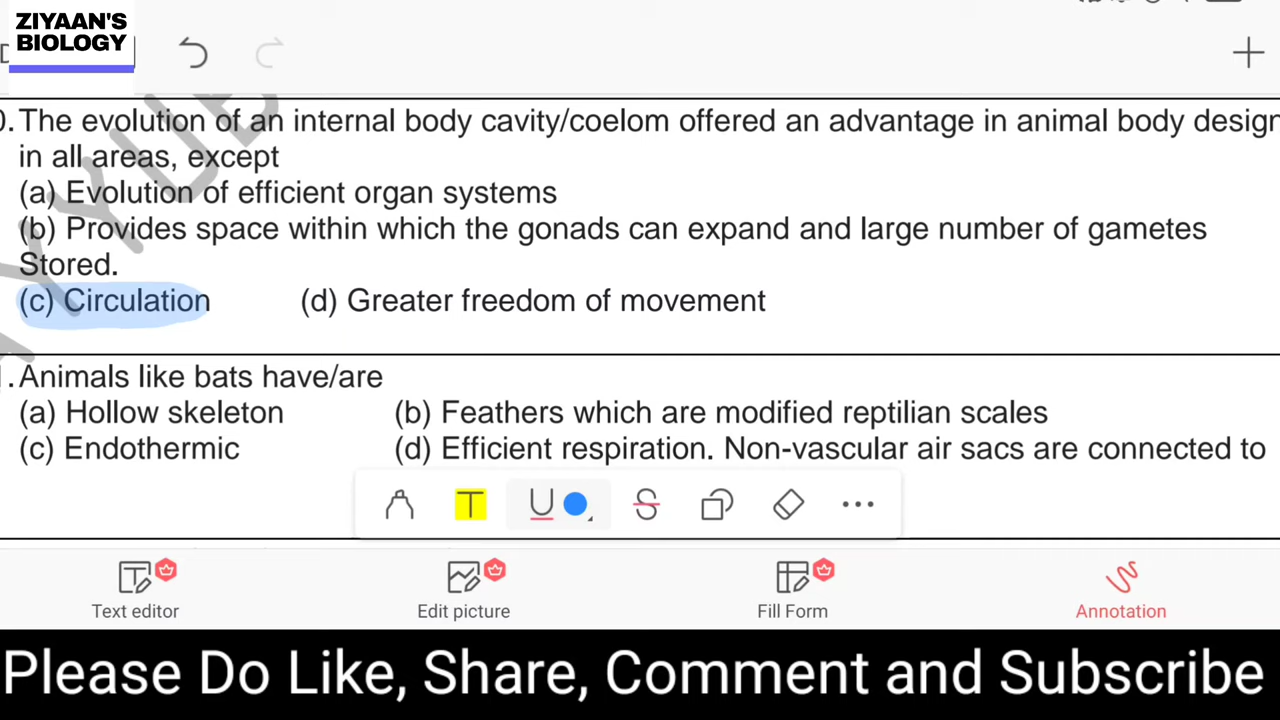 ZIYAAN'S
BIOLOGY
. The evolution of an internal body cavity/coelom offered an advantage in animal body design
in all areas, except
(a) Evolution of efficient organ systems
(b) Provides space within which the gonads can expand and large number of gametes
Stored.
(c) Circulation (d) Greater freedom of movement
. Animals like bats have/are
(a) Hollow skeleton (b) Feathers which are modified reptilian scales
(c) Endothermic (d) Efficient respiration. Non-vascular air sacs are connected to
T U S
Text editor Edit picture Fill Form Annotation
Please Do Like, Share, Comment and Subscribe